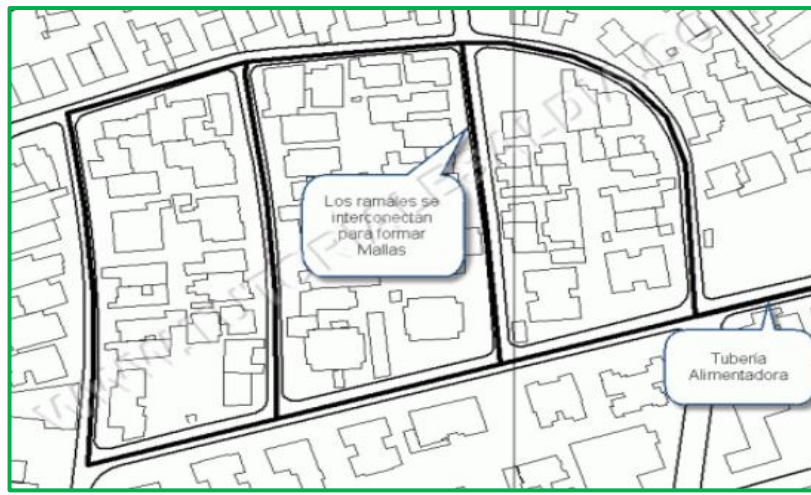 Los ramales se
interconectan
para formar
Mallas
Tubería
Alimentadora